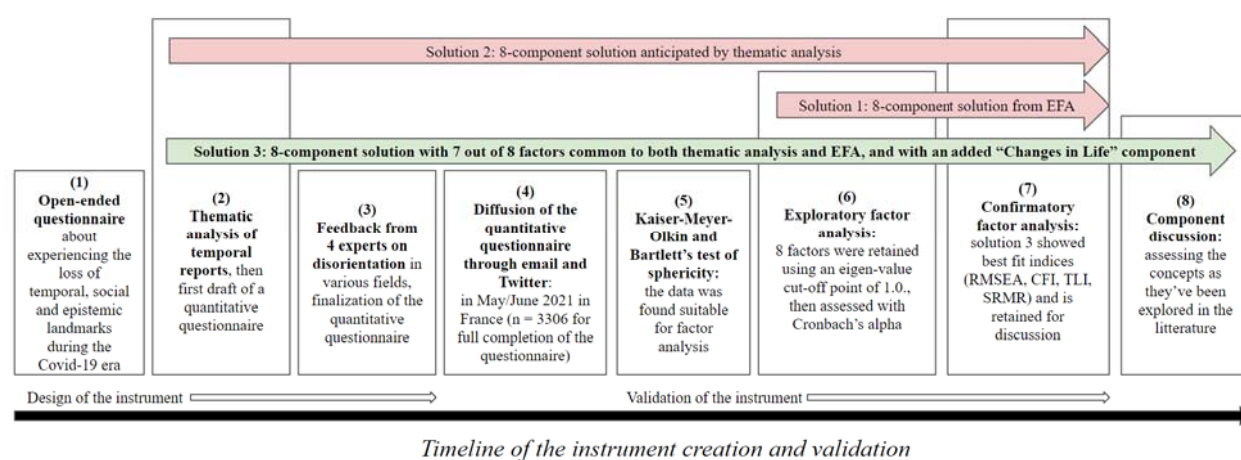 Solution 2: 8-component solution anticipated by thematic analysis
Solution 1: 8-component solution from EFA
Solution 3: 8-component solution with 7 out of 8 factors common to both thematic analysis and EFA, and with an added “Changes in Life” component
(1)
Open-ended
questionnaire
about
experiencing the
loss of
temporal, social
and epistemic
landmarks
during the
Covid-19 era
(2)
Thematic
analysis of
temporal
reports, then
first draft of a
quantitative
questionnaire
(3)
Feedback from
4 experts on
disorientation in
various fields,
finalization of the
quantitative
questionnaire
(4)
Diffusion of the
quantitative
questionnaire
through email and
Twitter:
in May/June 2021 in
France (n = 3306 for
full completion of the
questionnaire)
(5)
Kaiser-Meyer-
Olkin and
Bartlett’s test of
sphericity:
the data was
found suitable
for factor
analysis
(6)
Exploratory factor
analysis:
8 factors were retained
using an eigen-value
cut-off point of 1.0.,
then assessed with
Cronbach’s alpha
(7)
Confirmatory
factor analysis:
solution 3 showed
best fit indices
(RMSEA, CFI, TLI,
SRMR) and is
retained for
discussion
(8)
Component
discussion:
assessing the
concepts as
they’ve been
explored in the
litterature
Design of the instrument
Validation of the instrument
Timeline of the instrument creation and validation